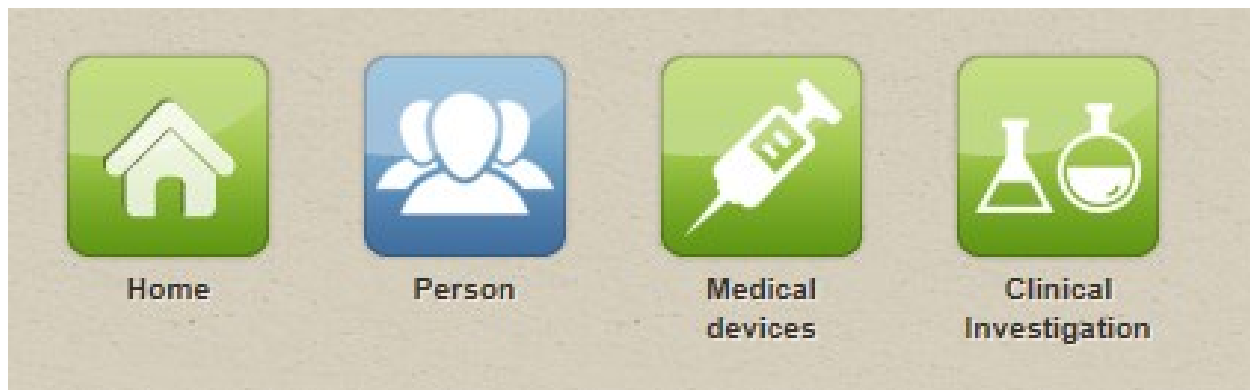 Home
Person
Medical
devices
Clinical
Investigation